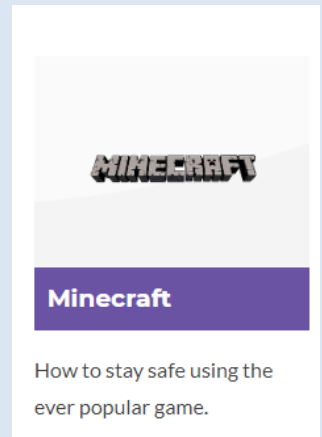 MINECRAFT
Minecraft
How to stay safe using the
ever popular game.